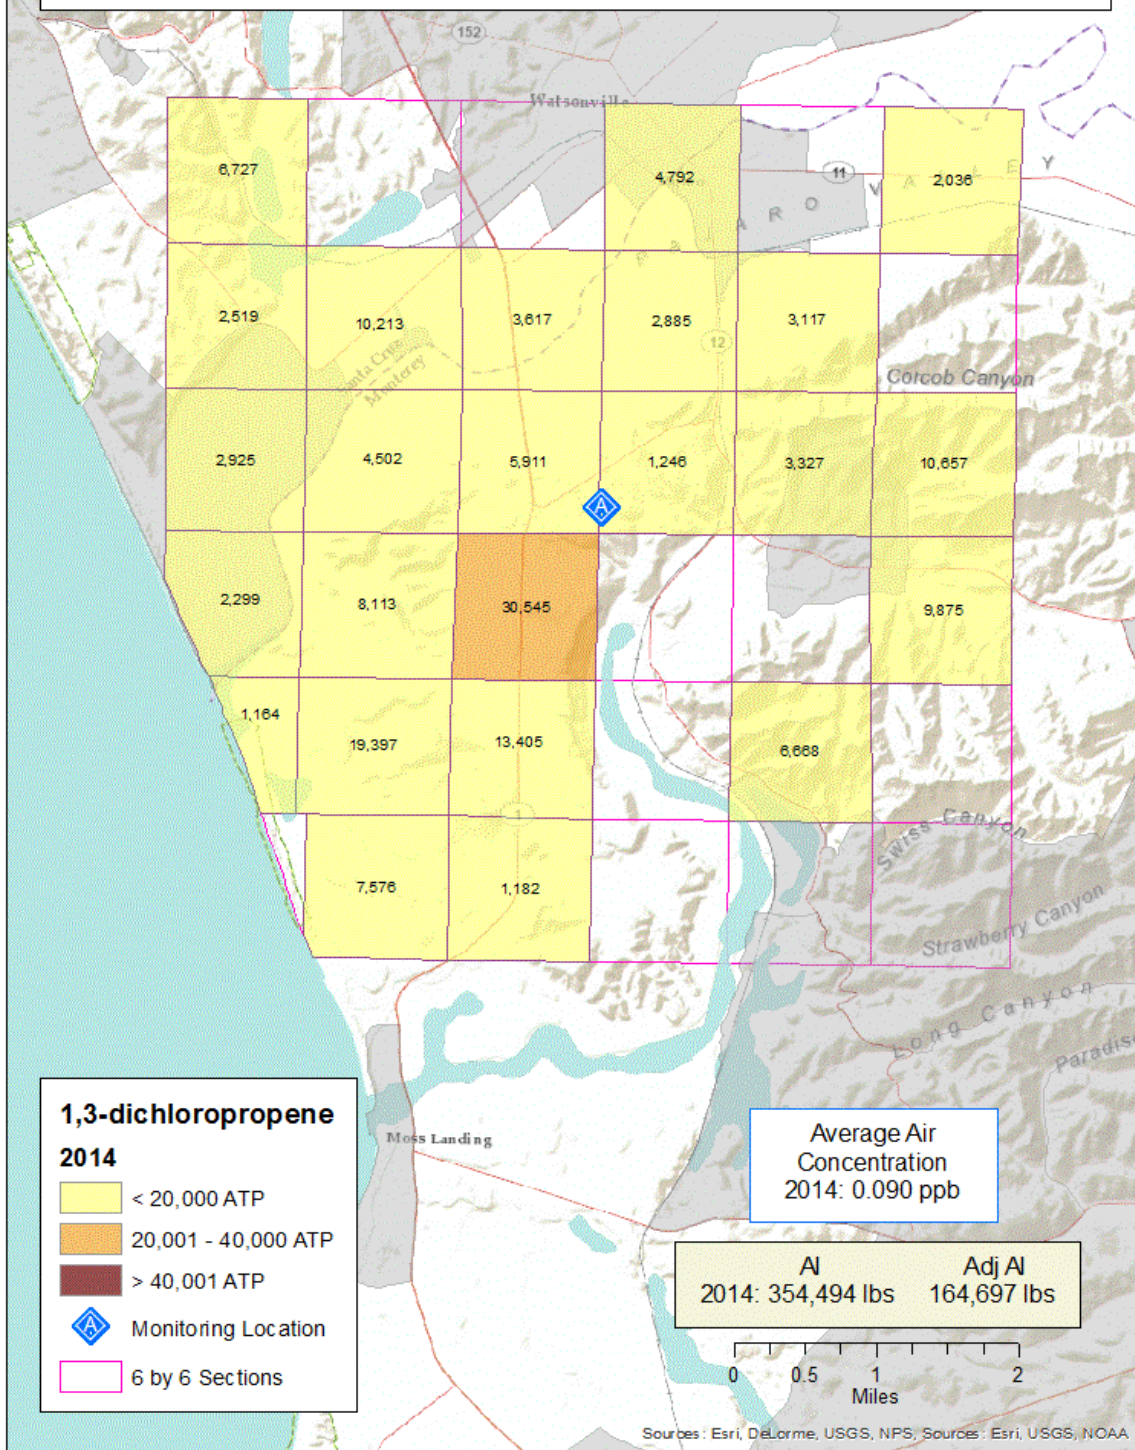 152
Watsonville
6,727
4,792
11
2,036
P A J A R O V A L L E Y
2,519
10,213
3,617
2,885
3,117
12
Santa Cruz
Monterey
Corcob Canyon
2,925
4,502
5,911
1,246
3,327
10,657
A
2,299
8,113
30,545
9,875
1,164
19,397
13,405
6,668
1
Swiss Canyon
7,576
1,182
Strawberry Canyon
Long Canyon
Paradis
Moss Landing
1,3-dichloropropene
2014
< 20,000 ATP
20,001 - 40,000 ATP
> 40,001 ATP
A
Monitoring Location
6 by 6 Sections
Average Air
Concentration
2014: 0.090 ppb
AI Adj AI
2014: 354,494 lbs 164,697 lbs
0 0.5 1 2
Miles
Sources: Esri, DeLorme, USGS, NPS, Sources: Esri, USGS, NOAA